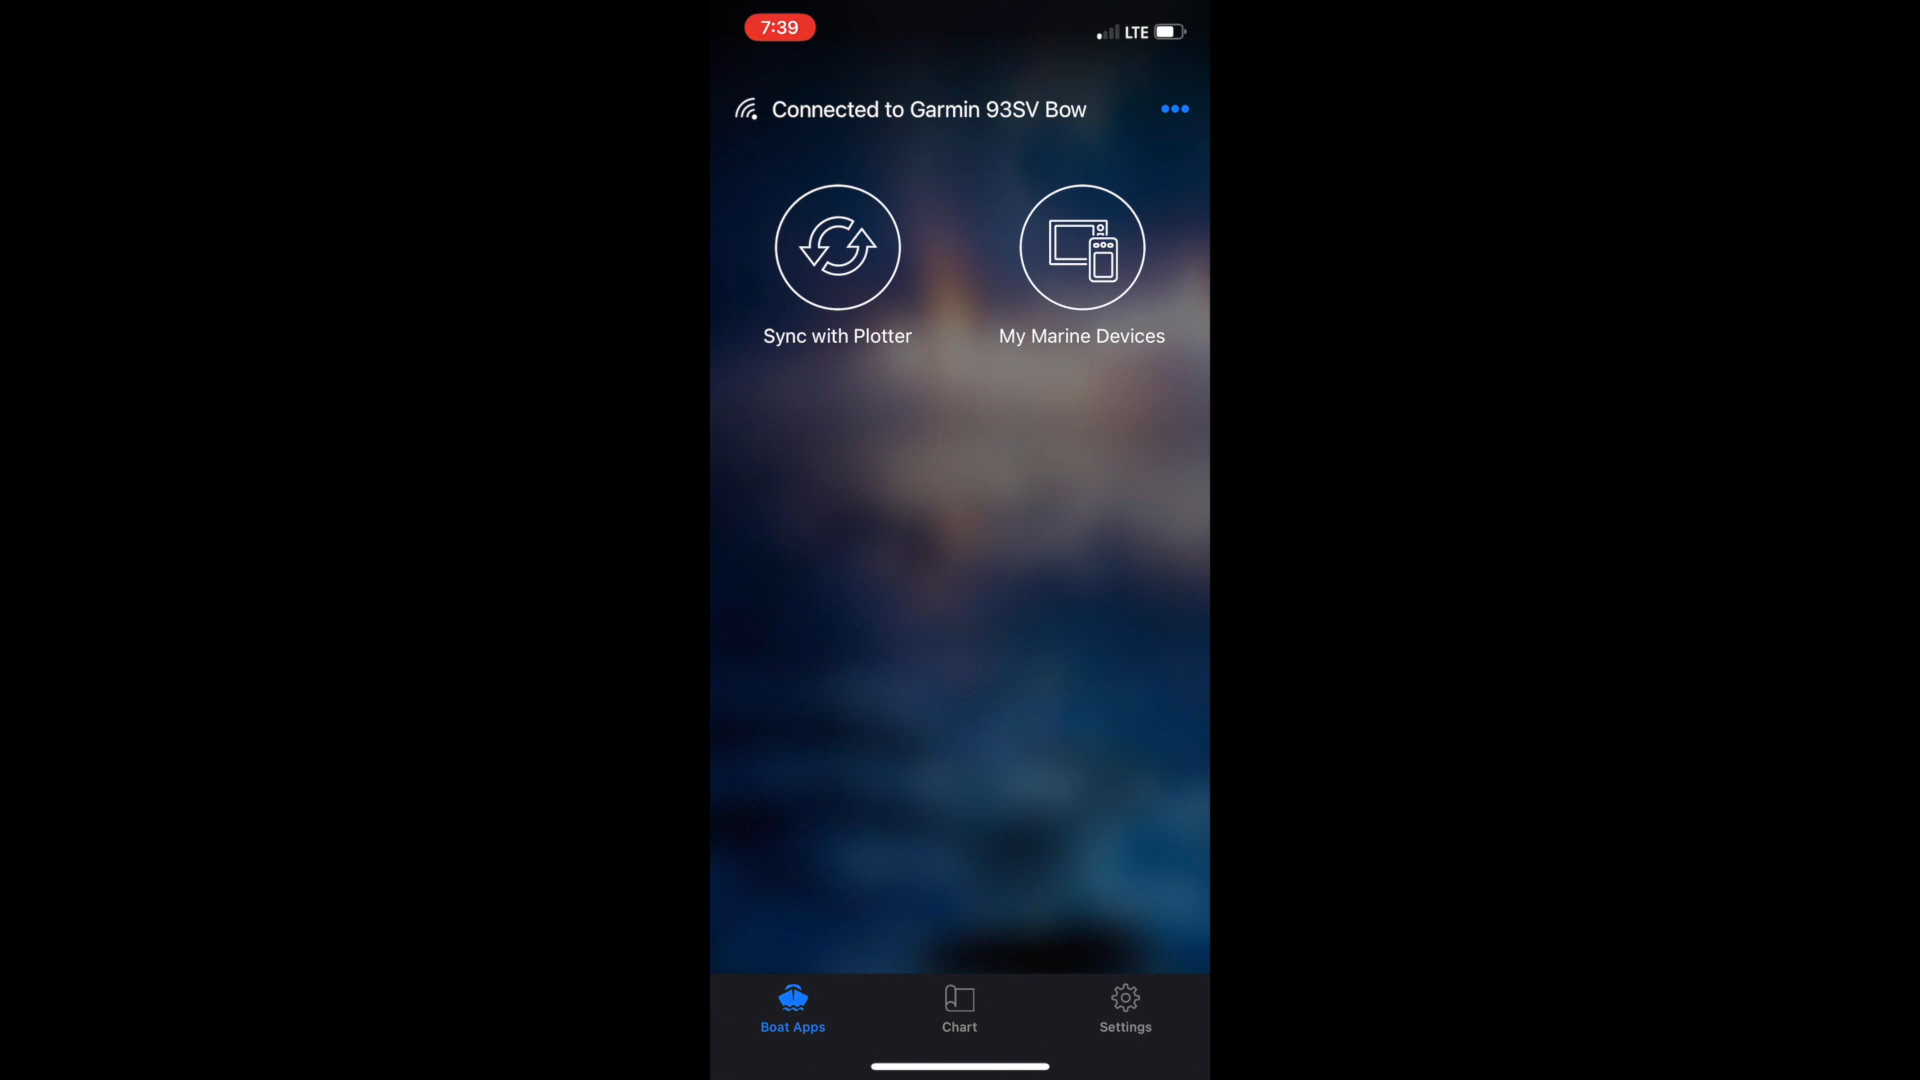 7:39
LTE
Connected to Garmin 93SV Bow
Sync with Plotter
My Marine Devices
Boat Apps
Chart
Settings